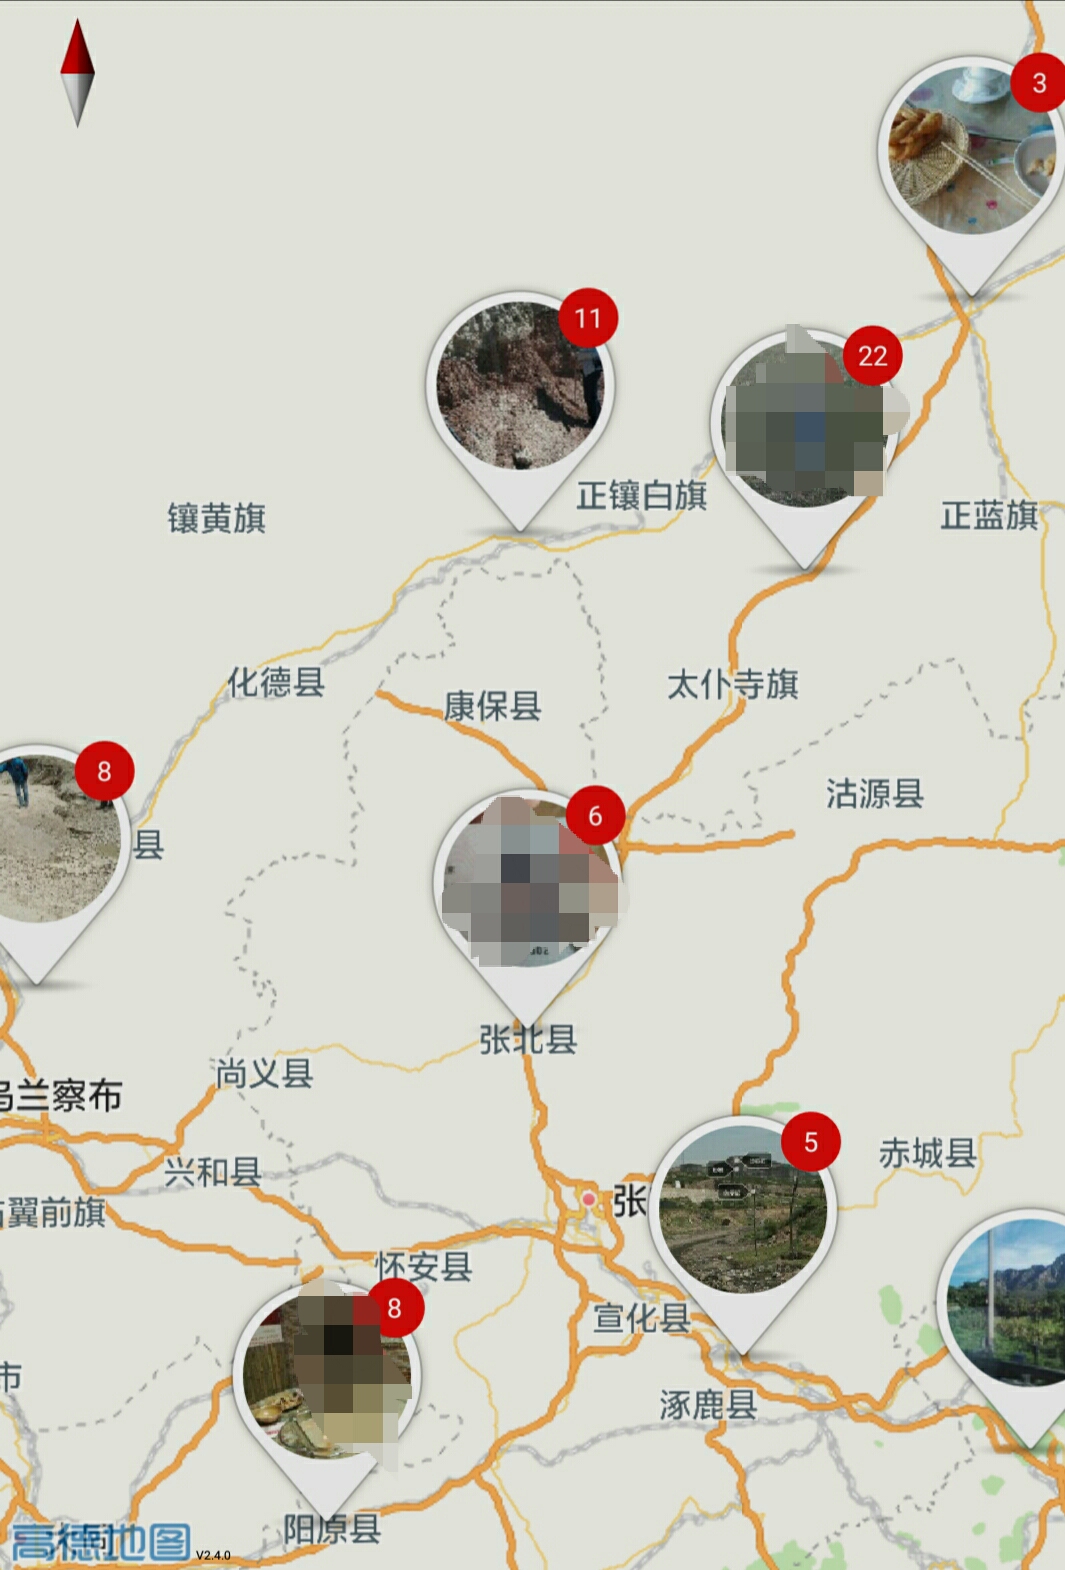 3
11
22
正镶白旗
镶黄旗
正蓝旗
化德县
太仆寺旗
康保县
8
沽源县
6
县
张北县
尚义县
乌兰察布
5
赤城县
兴和县
张
右翼前旗
怀安县
8
宣化县
市
涿鹿县
阳原县
高德地图
V2.4.0